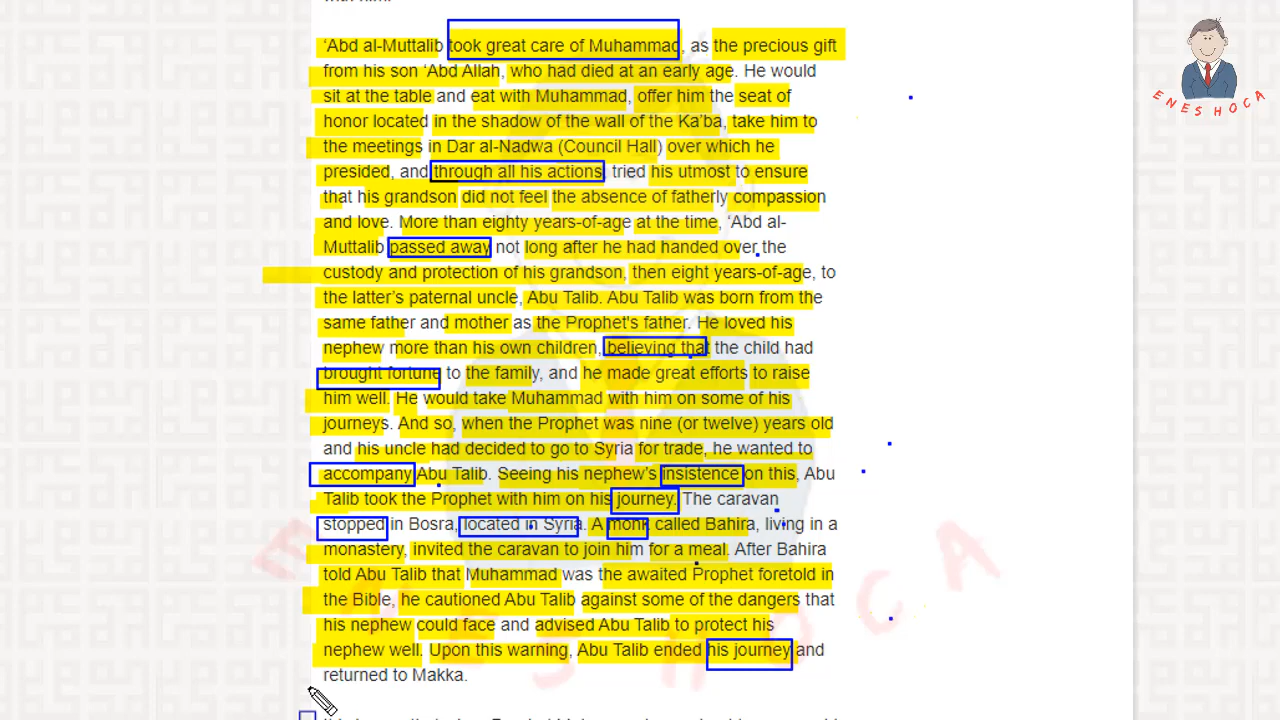 ‘Abd al-Muttalib took great care of Muhammad, as the precious gift
from his son ‘Abd Allah, who had died at an early age. He would
sit at the table and eat with Muhammad, offer him the seat of
honor located in the shadow of the wall of the Ka‘ba, take him to
the meetings in Dar al-Nadwa (Council Hall) over which he
presided, and through all his actions, tried his utmost to ensure
that his grandson did not feel the absence of fatherly compassion
and love. More than eighty years-of-age at the time, ‘Abd al-
Muttalib passed away not long after he had handed over the
custody and protection of his grandson, then eight years-of-age, to
the latter’s paternal uncle, Abu Talib. Abu Talib was born from the
same father and mother as the Prophet's father. He loved his
nephew more than his own children, believing that the child had
brought fortune to the family, and he made great efforts to raise
him well. He would take Muhammad with him on some of his
journeys. And so, when the Prophet was nine (or twelve) years old
and his uncle had decided to go to Syria for trade, he wanted to
accompany Abu Talib. Seeing his nephew’s insistence on this, Abu
Talib took the Prophet with him on his journey. The caravan
stopped in Bosra, located in Syria. A monk called Bahira, living in a
monastery, invited the caravan to join him for a meal. After Bahira
told Abu Talib that Muhammad was the awaited Prophet foretold in
the Bible, he cautioned Abu Talib against some of the dangers that
his nephew could face and advised Abu Talib to protect his
nephew well. Upon this warning, Abu Talib ended his journey and
returned to Makka.
ENES HOCA
ENES HOCA